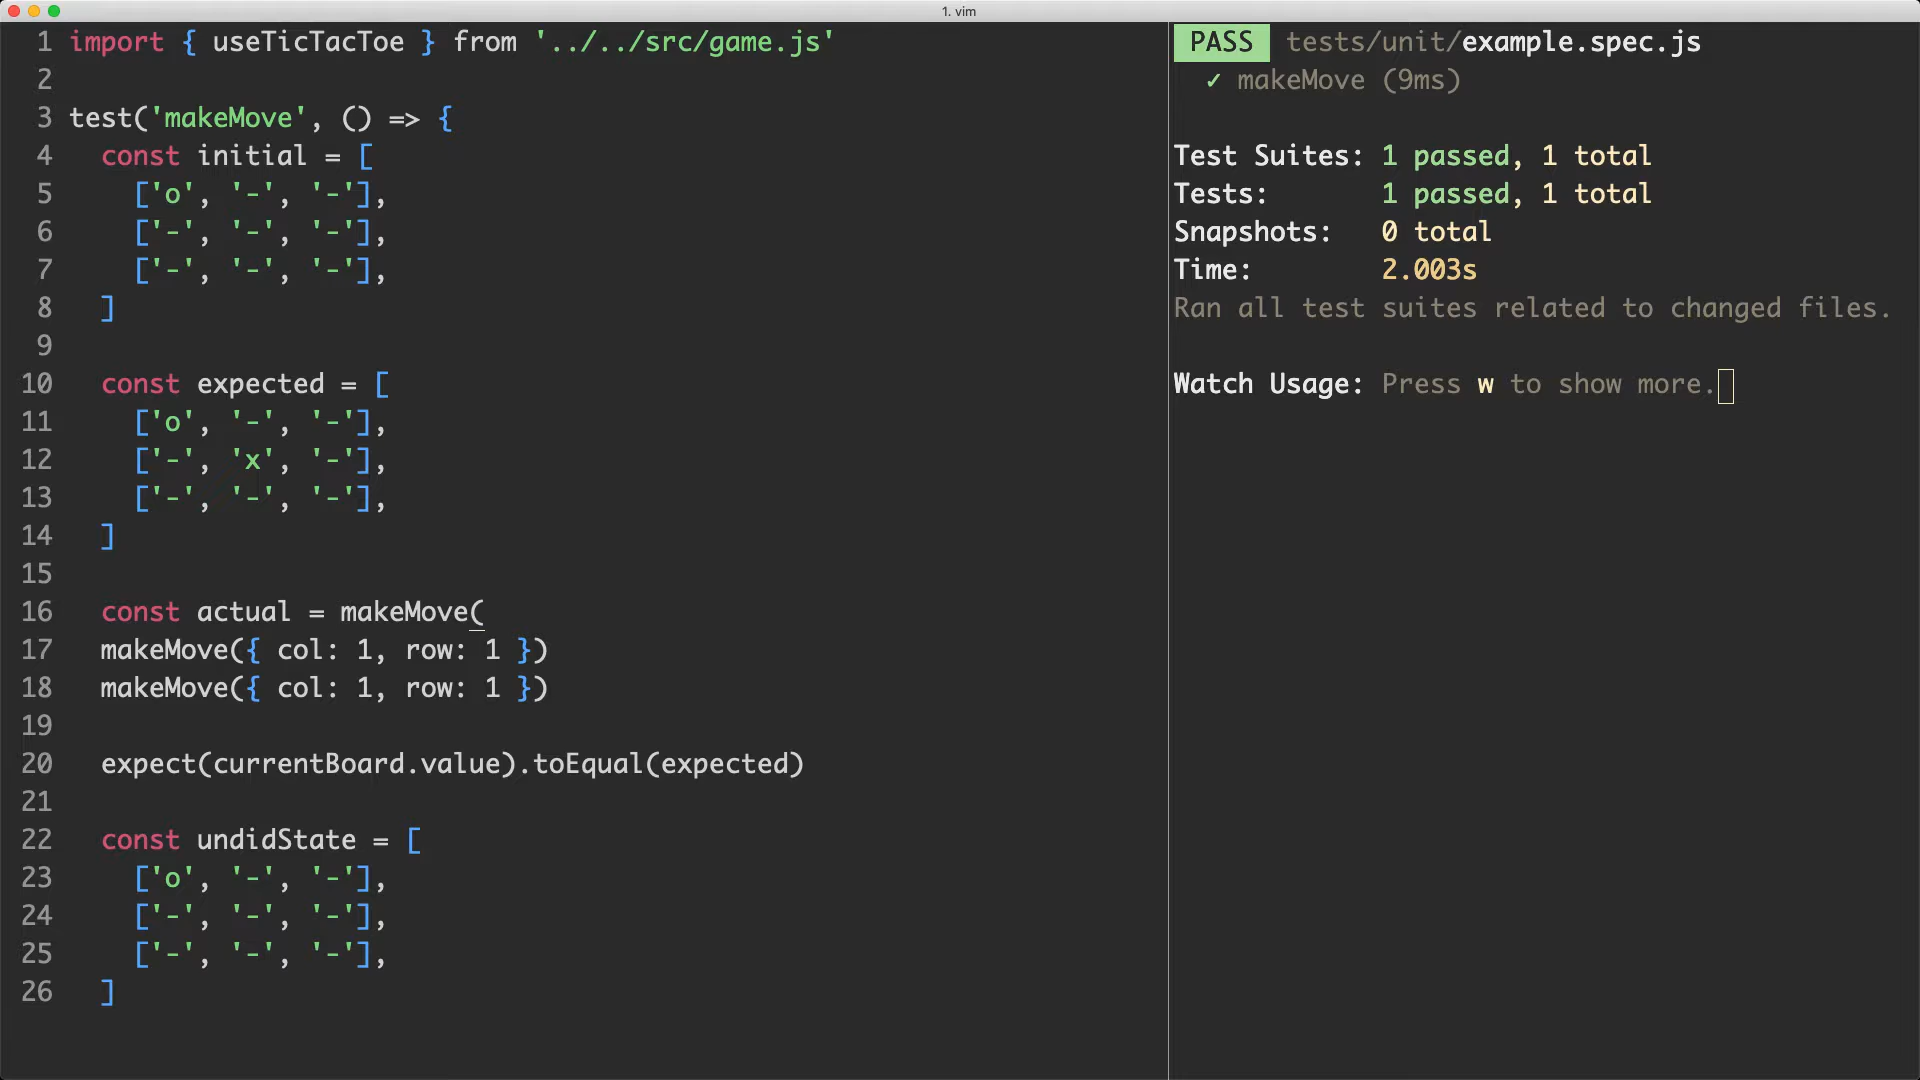 1. vim
1 import { useTicTacToe } from '../../src/game.js'
2
3 test('makeMove', () => {
4   const initial = [
5     ['o', '-', '-'],
6     ['-', '-', '-'],
7     ['-', '-', '-'],
8   ]
9
10   const expected = [
11     ['o', '-', '-'],
12     ['-', 'x', '-'],
13     ['-', '-', '-'],
14   ]
15
16   const actual = makeMove(
17   makeMove({ col: 1, row: 1 })
18   makeMove({ col: 1, row: 1 })
19
20   expect(currentBoard.value).toEqual(expected)
21
22   const undidState = [
23     ['o', '-', '-'],
24     ['-', '-', '-'],
25     ['-', '-', '-'],
26   ]
PASS tests/unit/example.spec.js
✓ makeMove (9ms)
Test Suites: 1 passed, 1 total
Tests: 1 passed, 1 total
Snapshots: 0 total
Time: 2.003s
Ran all test suites related to changed files.
Watch Usage: Press w to show more.